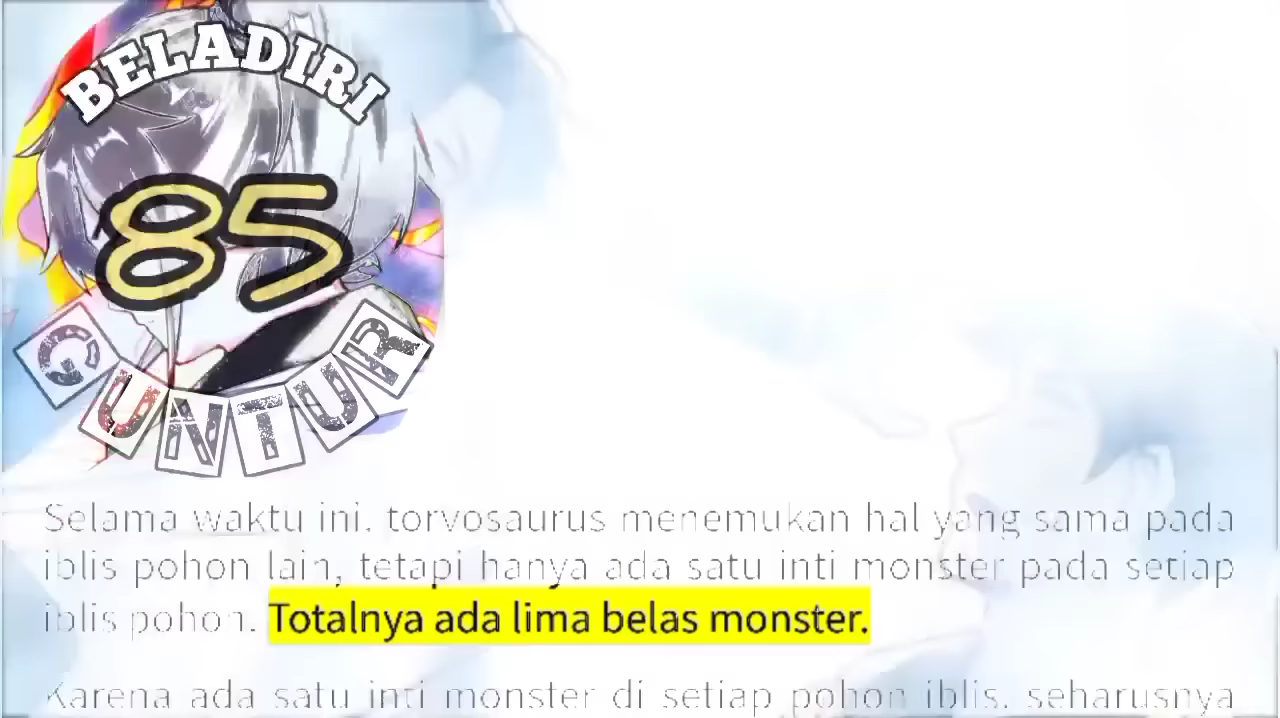 BELADIRI
85
GUNTUR
Selama waktu ini. torvosaurus menemukan hal yang sama pada
iblis pohon lain, tetapi hanya ada satu inti monster pada setiap
iblis pohon. Totalnya ada lima belas monster.
Karena ada satu inti monster di setiap pohon iblis. seharusnya